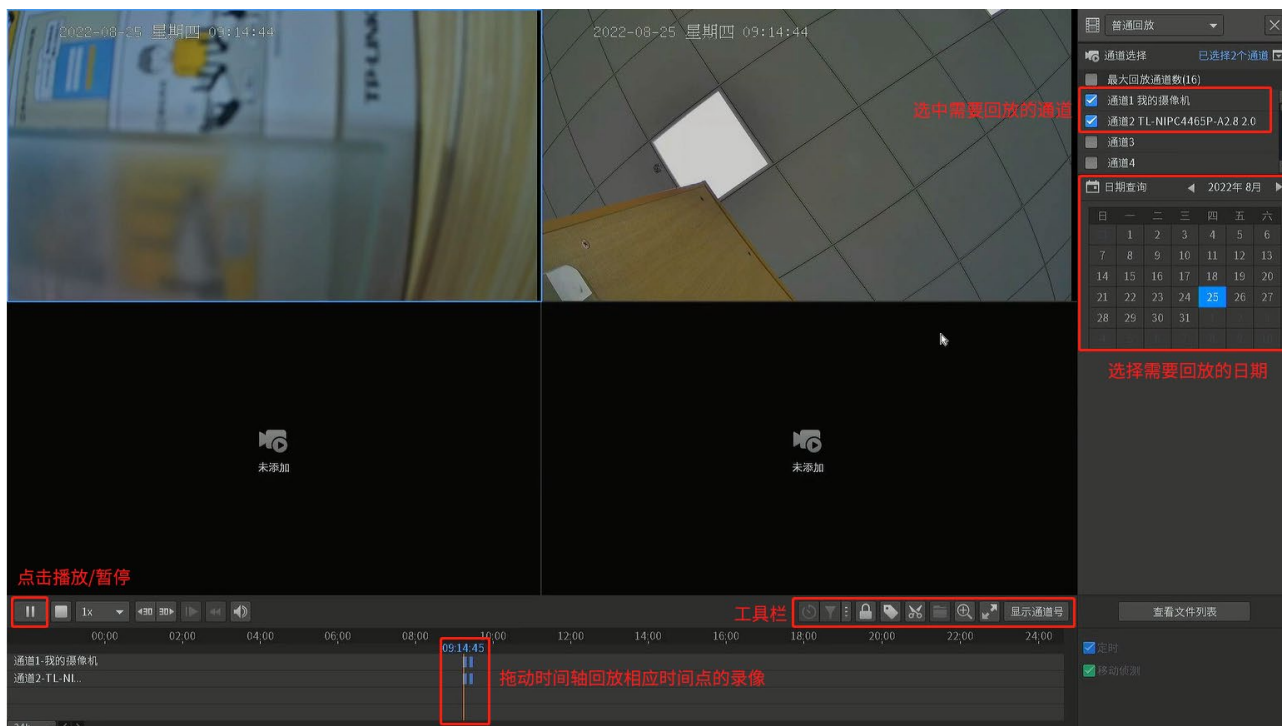 2022-08-25 星期四 09:14:44
2022-08-25 星期四 09:14:44
普通回放
通道选择
已选择2个通道
最大回放通道数(16)
选中需要回放的通道
通道1 我的摄像机
通道2 TL-NIPC4465P-A2.8 2.0
通道3
通道4
日期查询
2022年 8月
日 一 二 三 四 五 六
1 2 3 4 5 6
7 8 9 10 11 12 13
14 15 16 17 18 19 20
21 22 23 24 25 26 27
28 29 30 31
选择需要回放的日期
未添加
未添加
点击播放/暂停
1x
30
30
工具栏
显示通道号
查看文件列表
00:00 02:00 04:00 06:00 08:00 10:00 12:00 14:00 16:00 18:00 20:00 22:00 24:00
09:14:45
通道1-我的摄像机
通道2-TL-NI...
拖动时间轴回放相应时间点的录像
定时
移动侦测